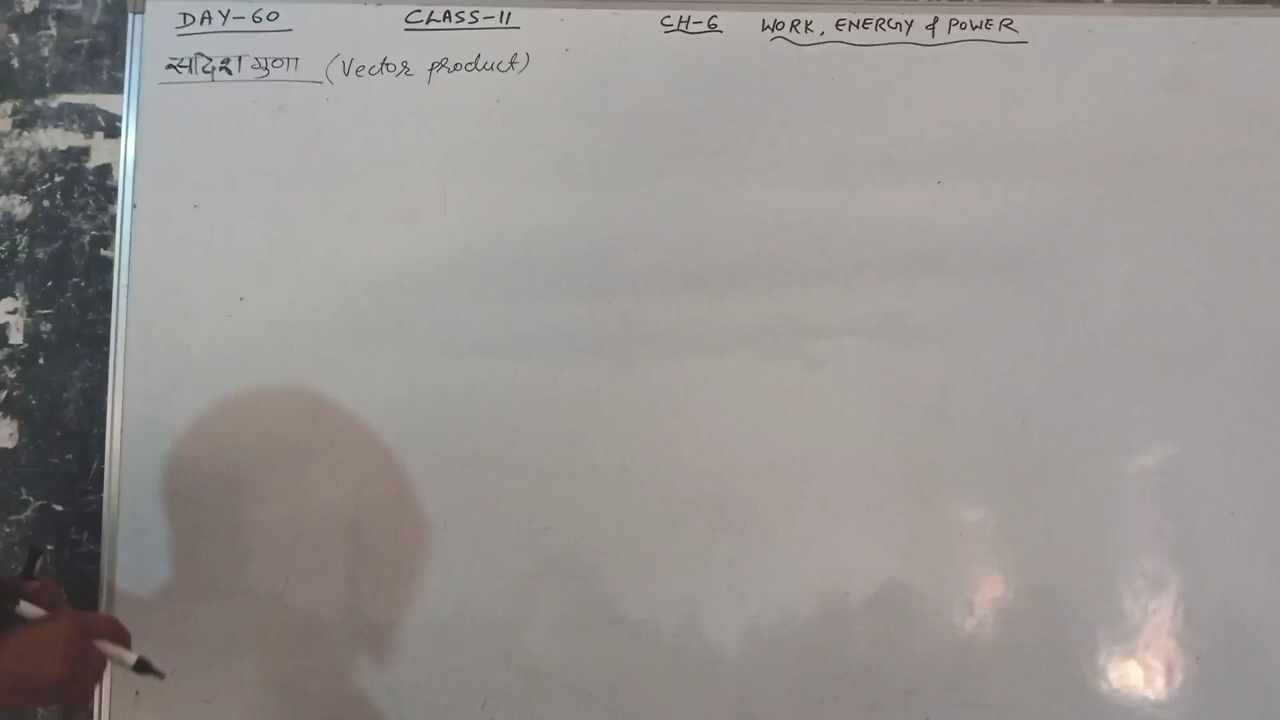 DAY-60 CLASS-11 CH-6 WORK, ENERGY & POWER
सदिश गुणा (Vector product)